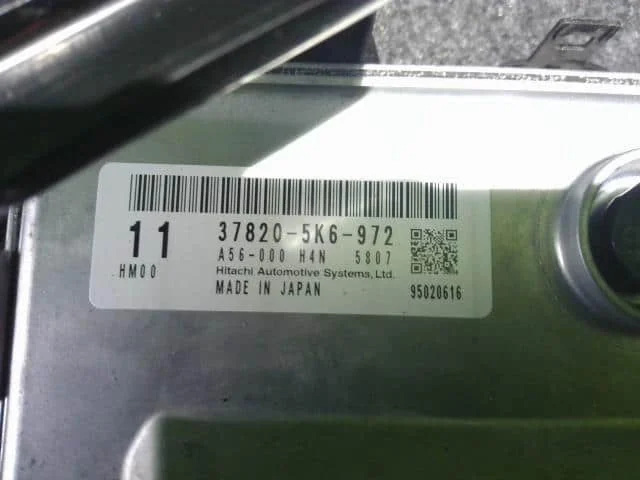 11 37820-5K6-972
HM00 A56-000 H4N 5807
Hitachi Automotive Systems, Ltd.
MADE IN JAPAN 95020616